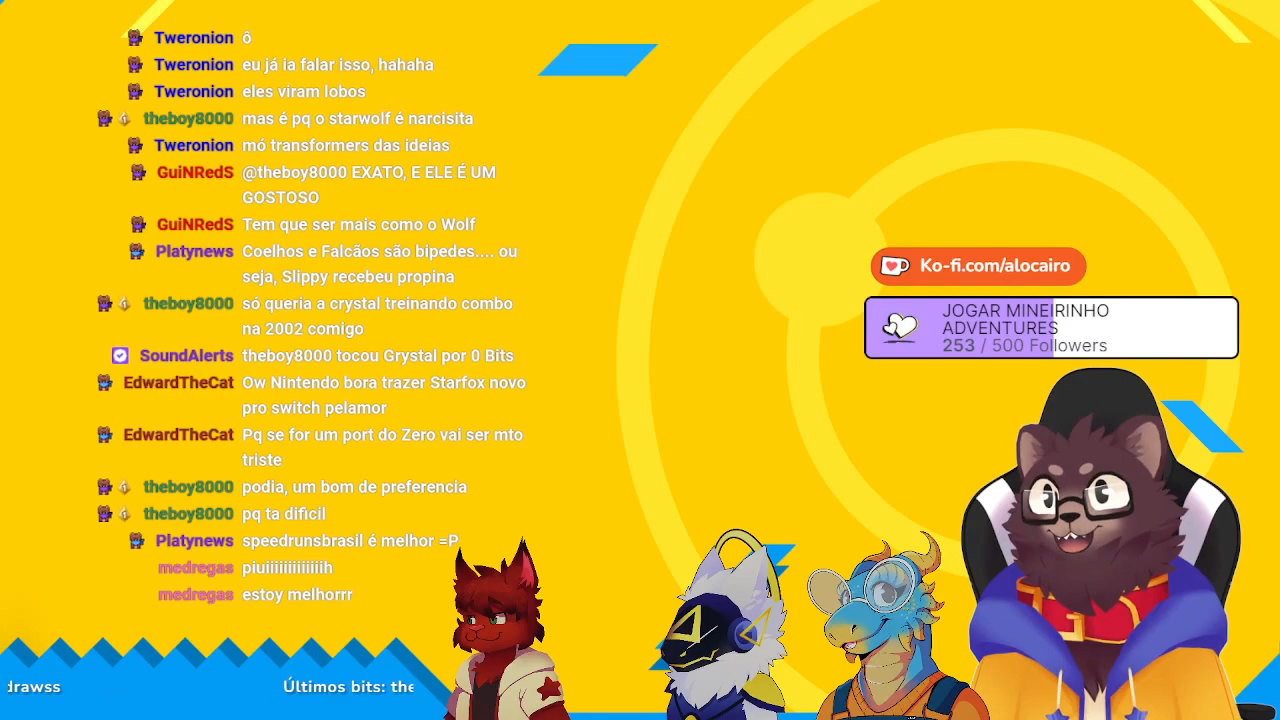 Tweronion ô
Tweronion eu já ia falar isso, hahaha
Tweronion eles viram lobos
theboy8000 mas é pq o starwolf é narcisita
Tweronion mó transformers das ideias
GuiNRedS @theboy8000 EXATO, E ELE É UM
GOSTOSO
GuiNRedS Tem que ser mais como o Wolf
Platynews Coelhos e Falcãos são bipedes.... ou
seja, Slippy recebeu propina
theboy8000 só queria a crystal treinando combo
na 2002 comigo
SoundAlerts theboy8000 tocou Grystal por 0 Bits
EdwardTheCat Ow Nintendo bora trazer Starfox novo
pro switch pelamor
EdwardTheCat Pq se for um port do Zero vai ser mto
triste
theboy8000 podia, um bom de preferencia
theboy8000 pq ta dificil
Platynews speedrunsbrasil é melhor =P
medregas piuiiiiiiiiiiiiih
medregas estoy melhorrr
Ko-fi.com/alocairo
JOGAR MINEIRINHO
ADVENTURES
253 / 500 Followers
drawss Últimos bits: the